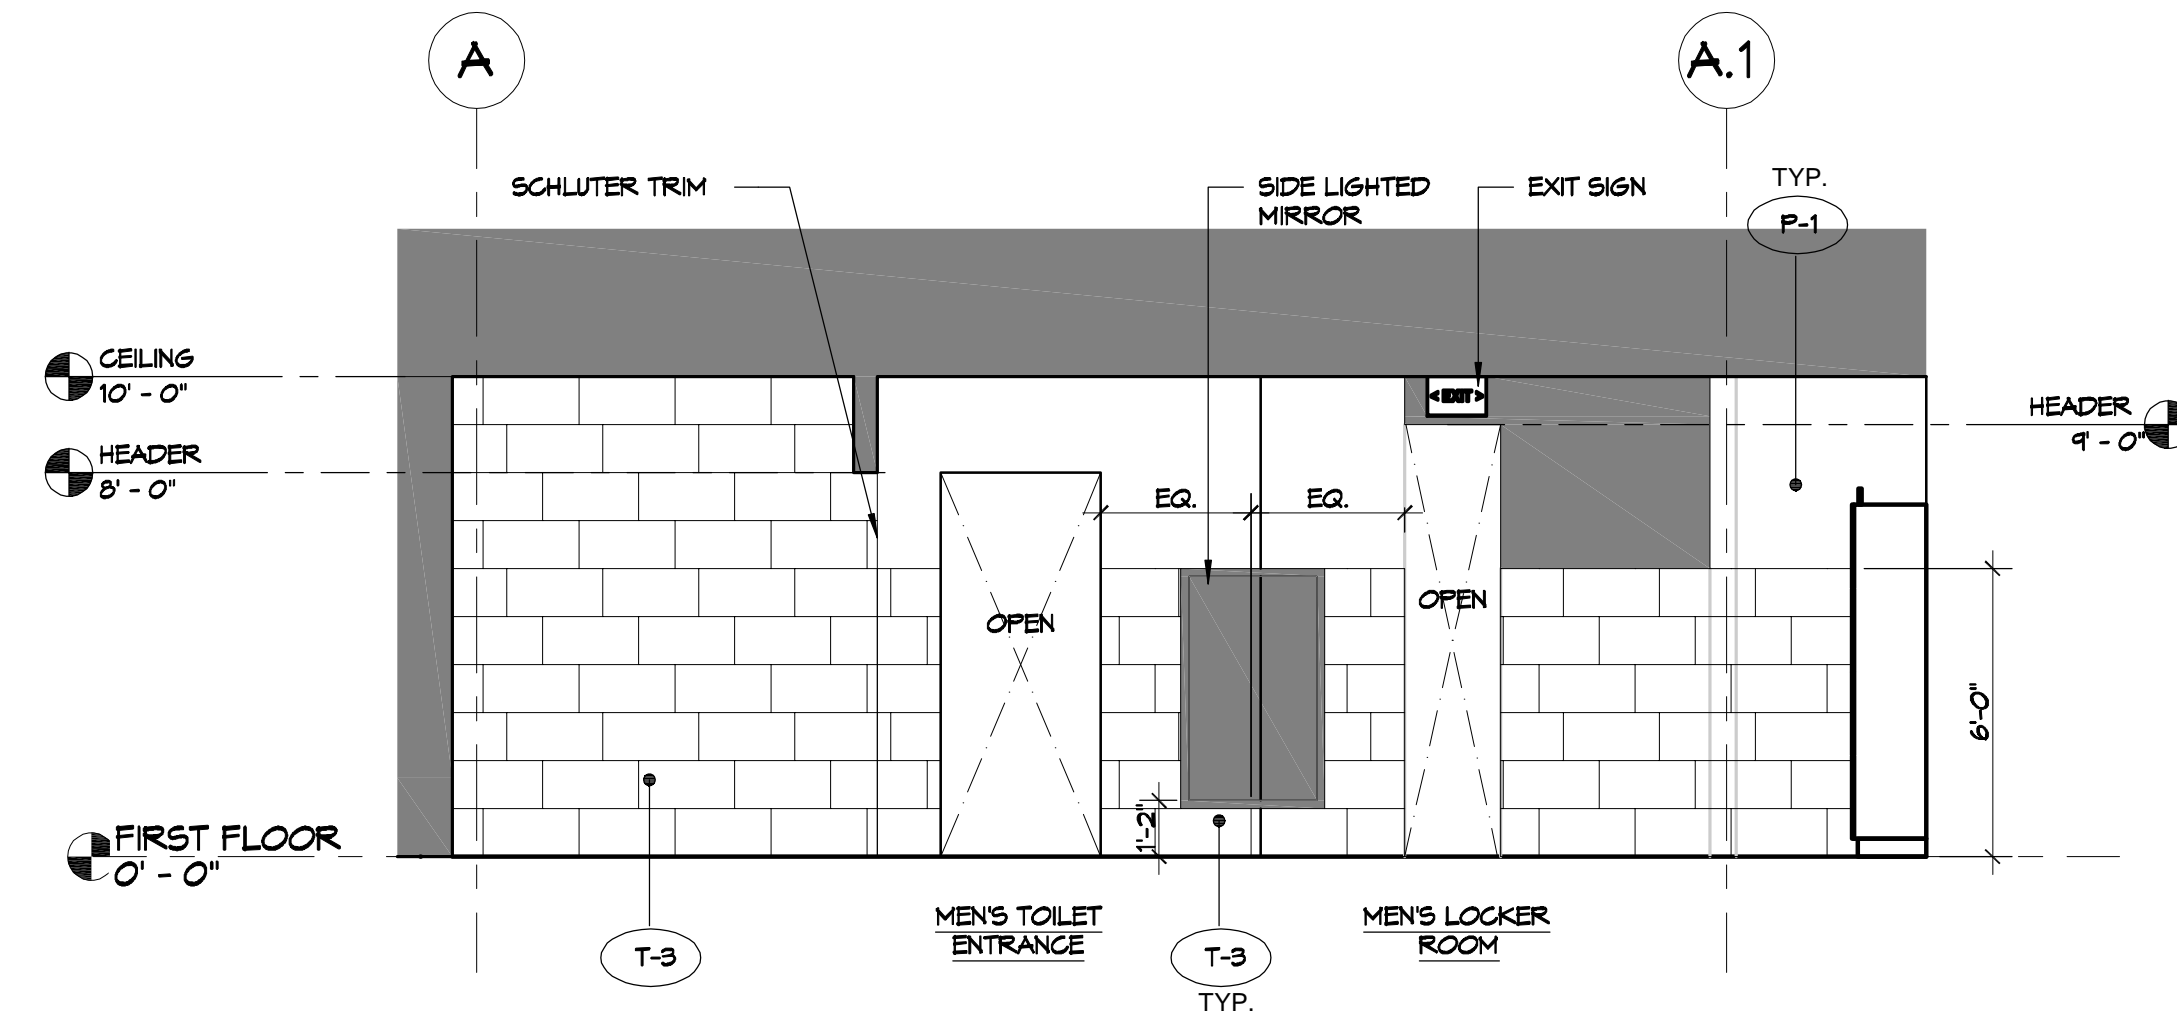 A
A.1
SCHLUTER TRIM
SIDE LIGHTED
MIRROR
EXIT SIGN
TYP.
P-1
CEILING
10' - 0"
< EXIT >
HEADER
9' - 0"
HEADER
8' - 0"
EQ.
EQ.
OPEN
OPEN
6'-0"
1'-2"
FIRST FLOOR
0' - 0"
MEN'S TOILET
ENTRANCE
MEN'S LOCKER
ROOM
T-3
T-3
TYP.